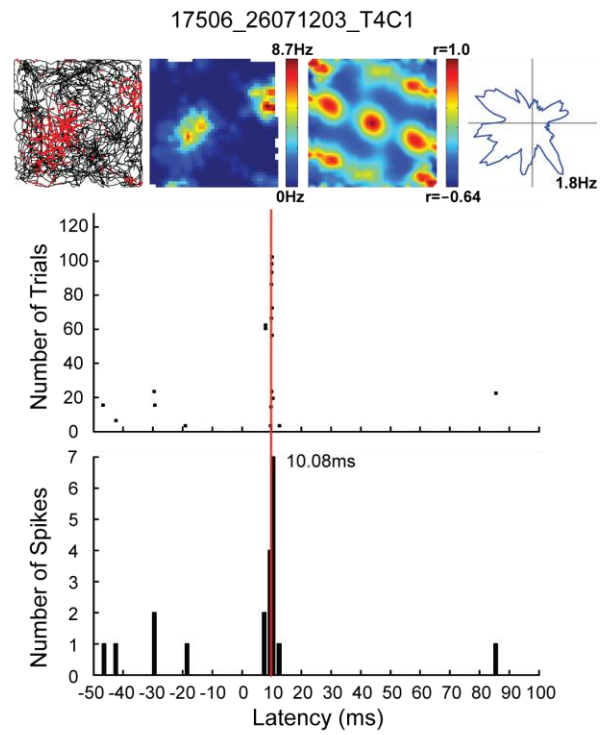 17506_26071203_T4C1
8.7Hz r=1.0
0Hz r=−0.64 1.8Hz
Number of Trials
120
100
80
60
40
20
0
10.08ms
Number of Spikes
7
6
5
4
3
2
1
0
-50 -40 -30 -20 -10 0 10 20 30 40 50 60 70 80 90 100
Latency (ms)